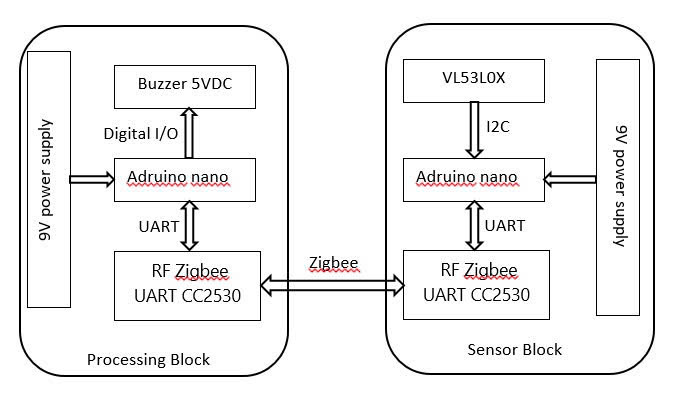 9V power supply
Buzzer 5VDC
Digital I/O
Adruino nano
UART
RF Zigbee
UART CC2530
Processing Block
Zigbee
VL53L0X
I2C
Adruino nano
UART
RF Zigbee
UART CC2530
9V power supply
Sensor Block